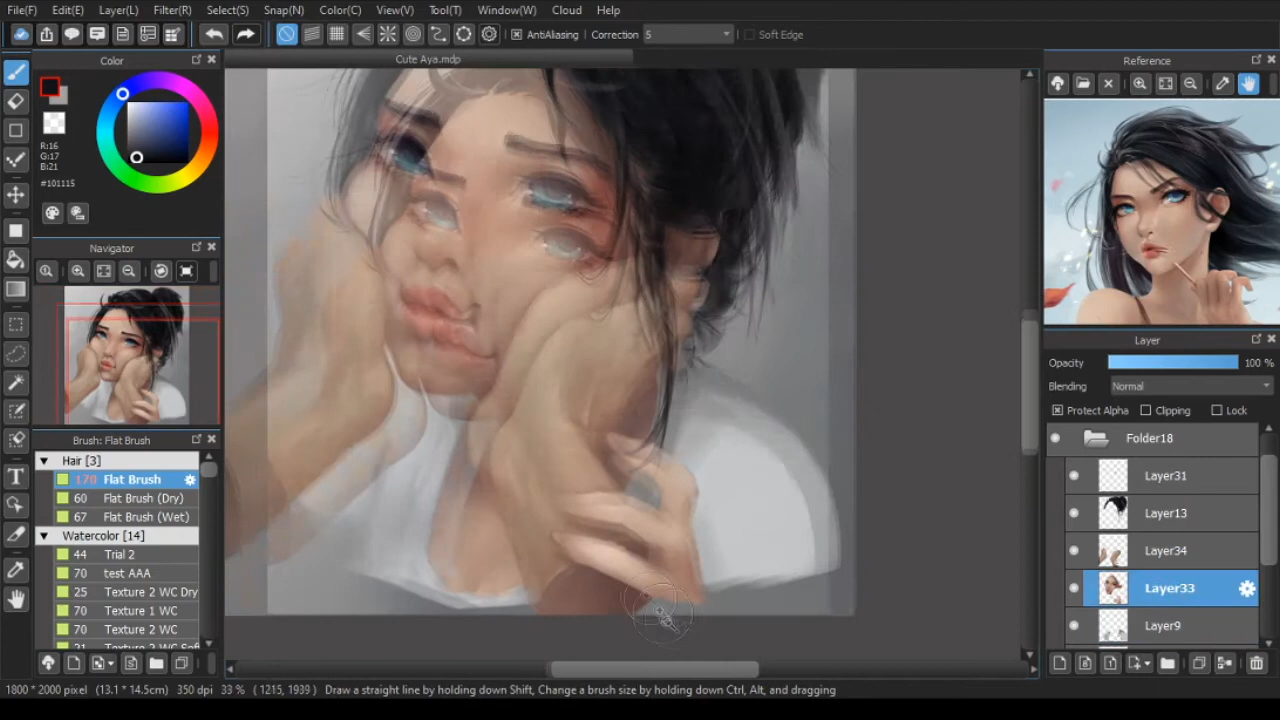 File(F) Edit(E) Layer(L) Filter(R) Select(S) Snap(N) Color(C) View(V) Tool(T) Window(W) Cloud Help
AntiAliasing Correction 5 Soft Edge
Color
Cute Aya.mdp
Reference
R:16
G:17
B:21
#101115
Navigator
Brush: Flat Brush
Hair [3]
170 Flat Brush
60 Flat Brush (Dry)
67 Flat Brush (Wet)
Watercolor [14]
44 Trial 2
70 test AAA
25 Texture 2 WC Dry
70 Texture 1 WC
70 Texture 2 WC
Layer
Opacity 100 %
Blending Normal
Protect Alpha Clipping Lock
Folder18
Layer31
Layer13
Layer34
Layer33
Layer9
1800 * 2000 pixel (13.1 * 14.5cm) 350 dpi 33 % ( 1215, 1939 ) Draw a straight line by holding down Shift, Change a brush size by holding down Ctrl, Alt, and dragging